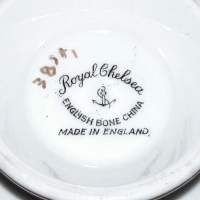 Royal Chelsea
ENGLISH BONE CHINA
MADE IN ENGLAND